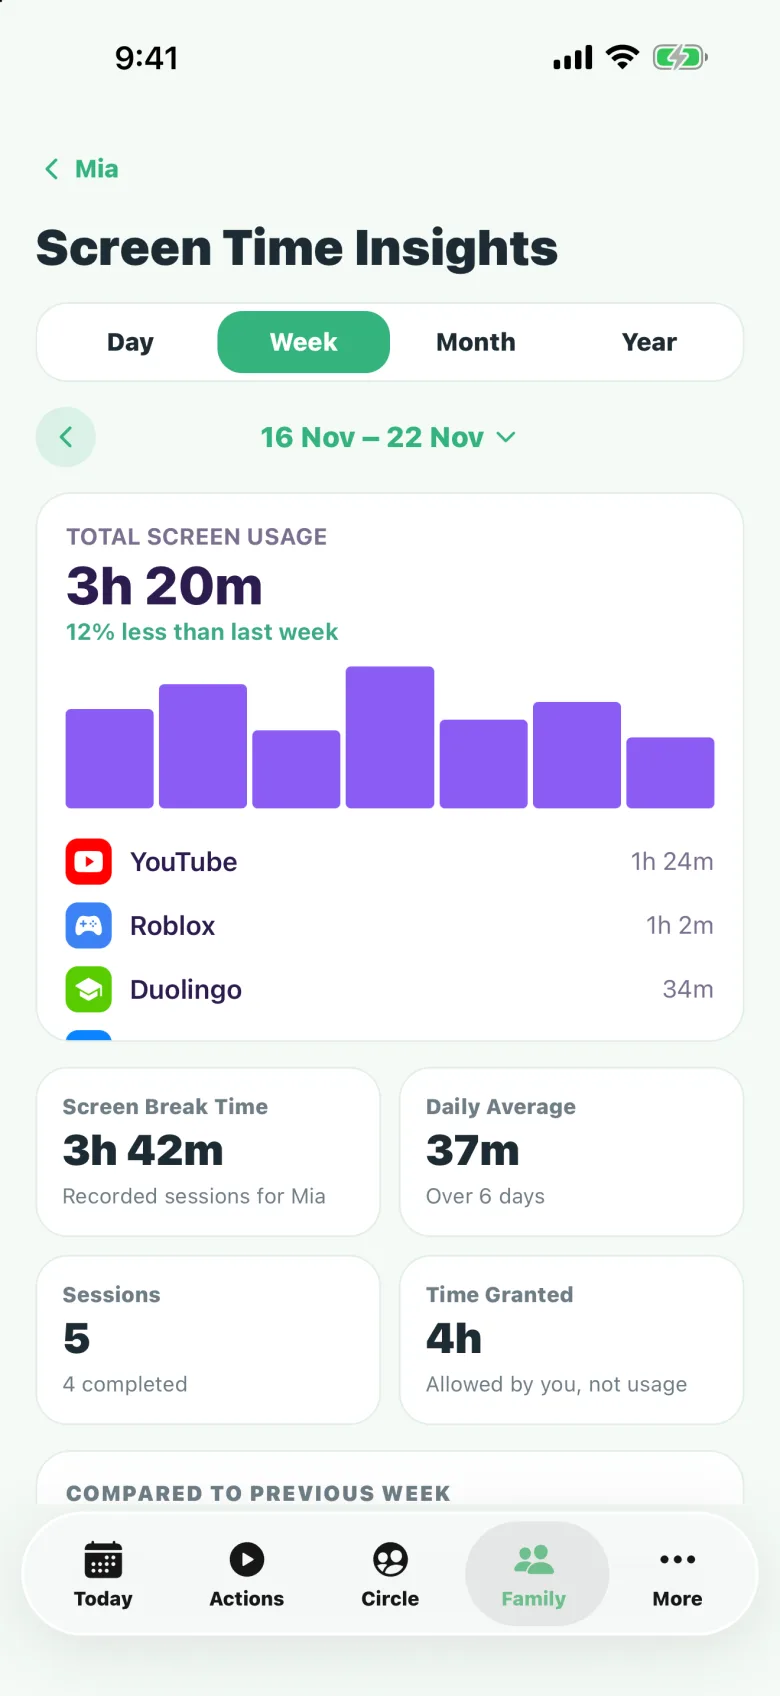 9:41
Mia
Screen Time Insights
Day Week Month Year
16 Nov – 22 Nov
TOTAL SCREEN USAGE
3h 20m
12% less than last week
YouTube 1h 24m
Roblox 1h 2m
Duolingo 34m
Screen Break Time
3h 42m
Recorded sessions for Mia
Daily Average
37m
Over 6 days
Sessions
5
4 completed
Time Granted
4h
Allowed by you, not usage
COMPARED TO PREVIOUS WEEK
Today Actions Circle Family More